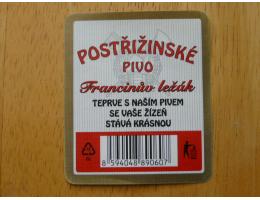 POSTŘIŽINSKÉ
PIVO
Francinův ležák
TEPRVE S NAŠÍM PIVEM
SE VAŠE ŽÍZEŇ
STÁVÁ KRÁSNOU
8 594048 890607